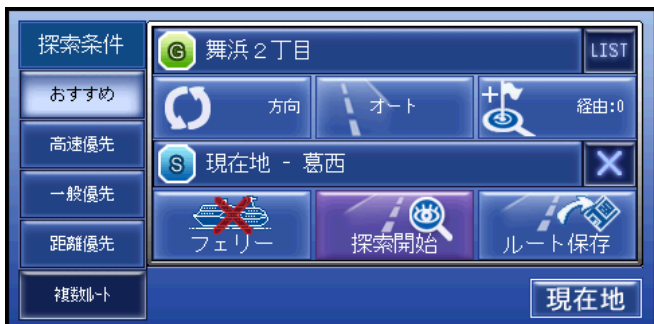 探索条件
おすすめ
高速優先
一般優先
距離優先
複数ルート
G 舞浜2丁目 LIST
方向 オート 経由:0
S 現在地 - 葛西
フェリー 探索開始 ルート保存
現在地